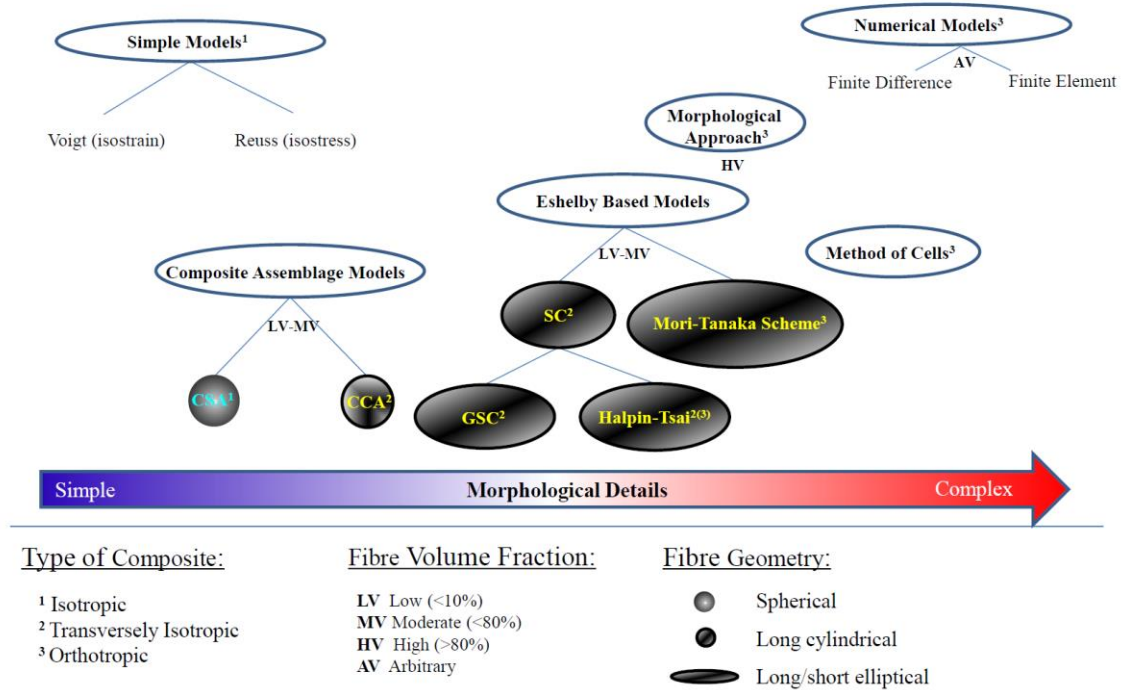 Simple Models¹
Voigt (isostrain)
Reuss (isostress)
Numerical Models³
AV
Finite Difference
Finite Element
Morphological
Approach³
HV
Eshelby Based Models
LV-MV
Method of Cells³
Composite Assemblage Models
LV-MV
SC²
Mori-Tanaka Scheme³
CSA¹
CCA²
GSC²
Halpin-Tsai²⁽³⁾
Simple
Morphological Details
Complex
Type of Composite:
¹ Isotropic
² Transversely Isotropic
³ Orthotropic
Fibre Volume Fraction:
LV Low (<10%)
MV Moderate (<80%)
HV High (>80%)
AV Arbitrary
Fibre Geometry:
Spherical
Long cylindrical
Long/short elliptical